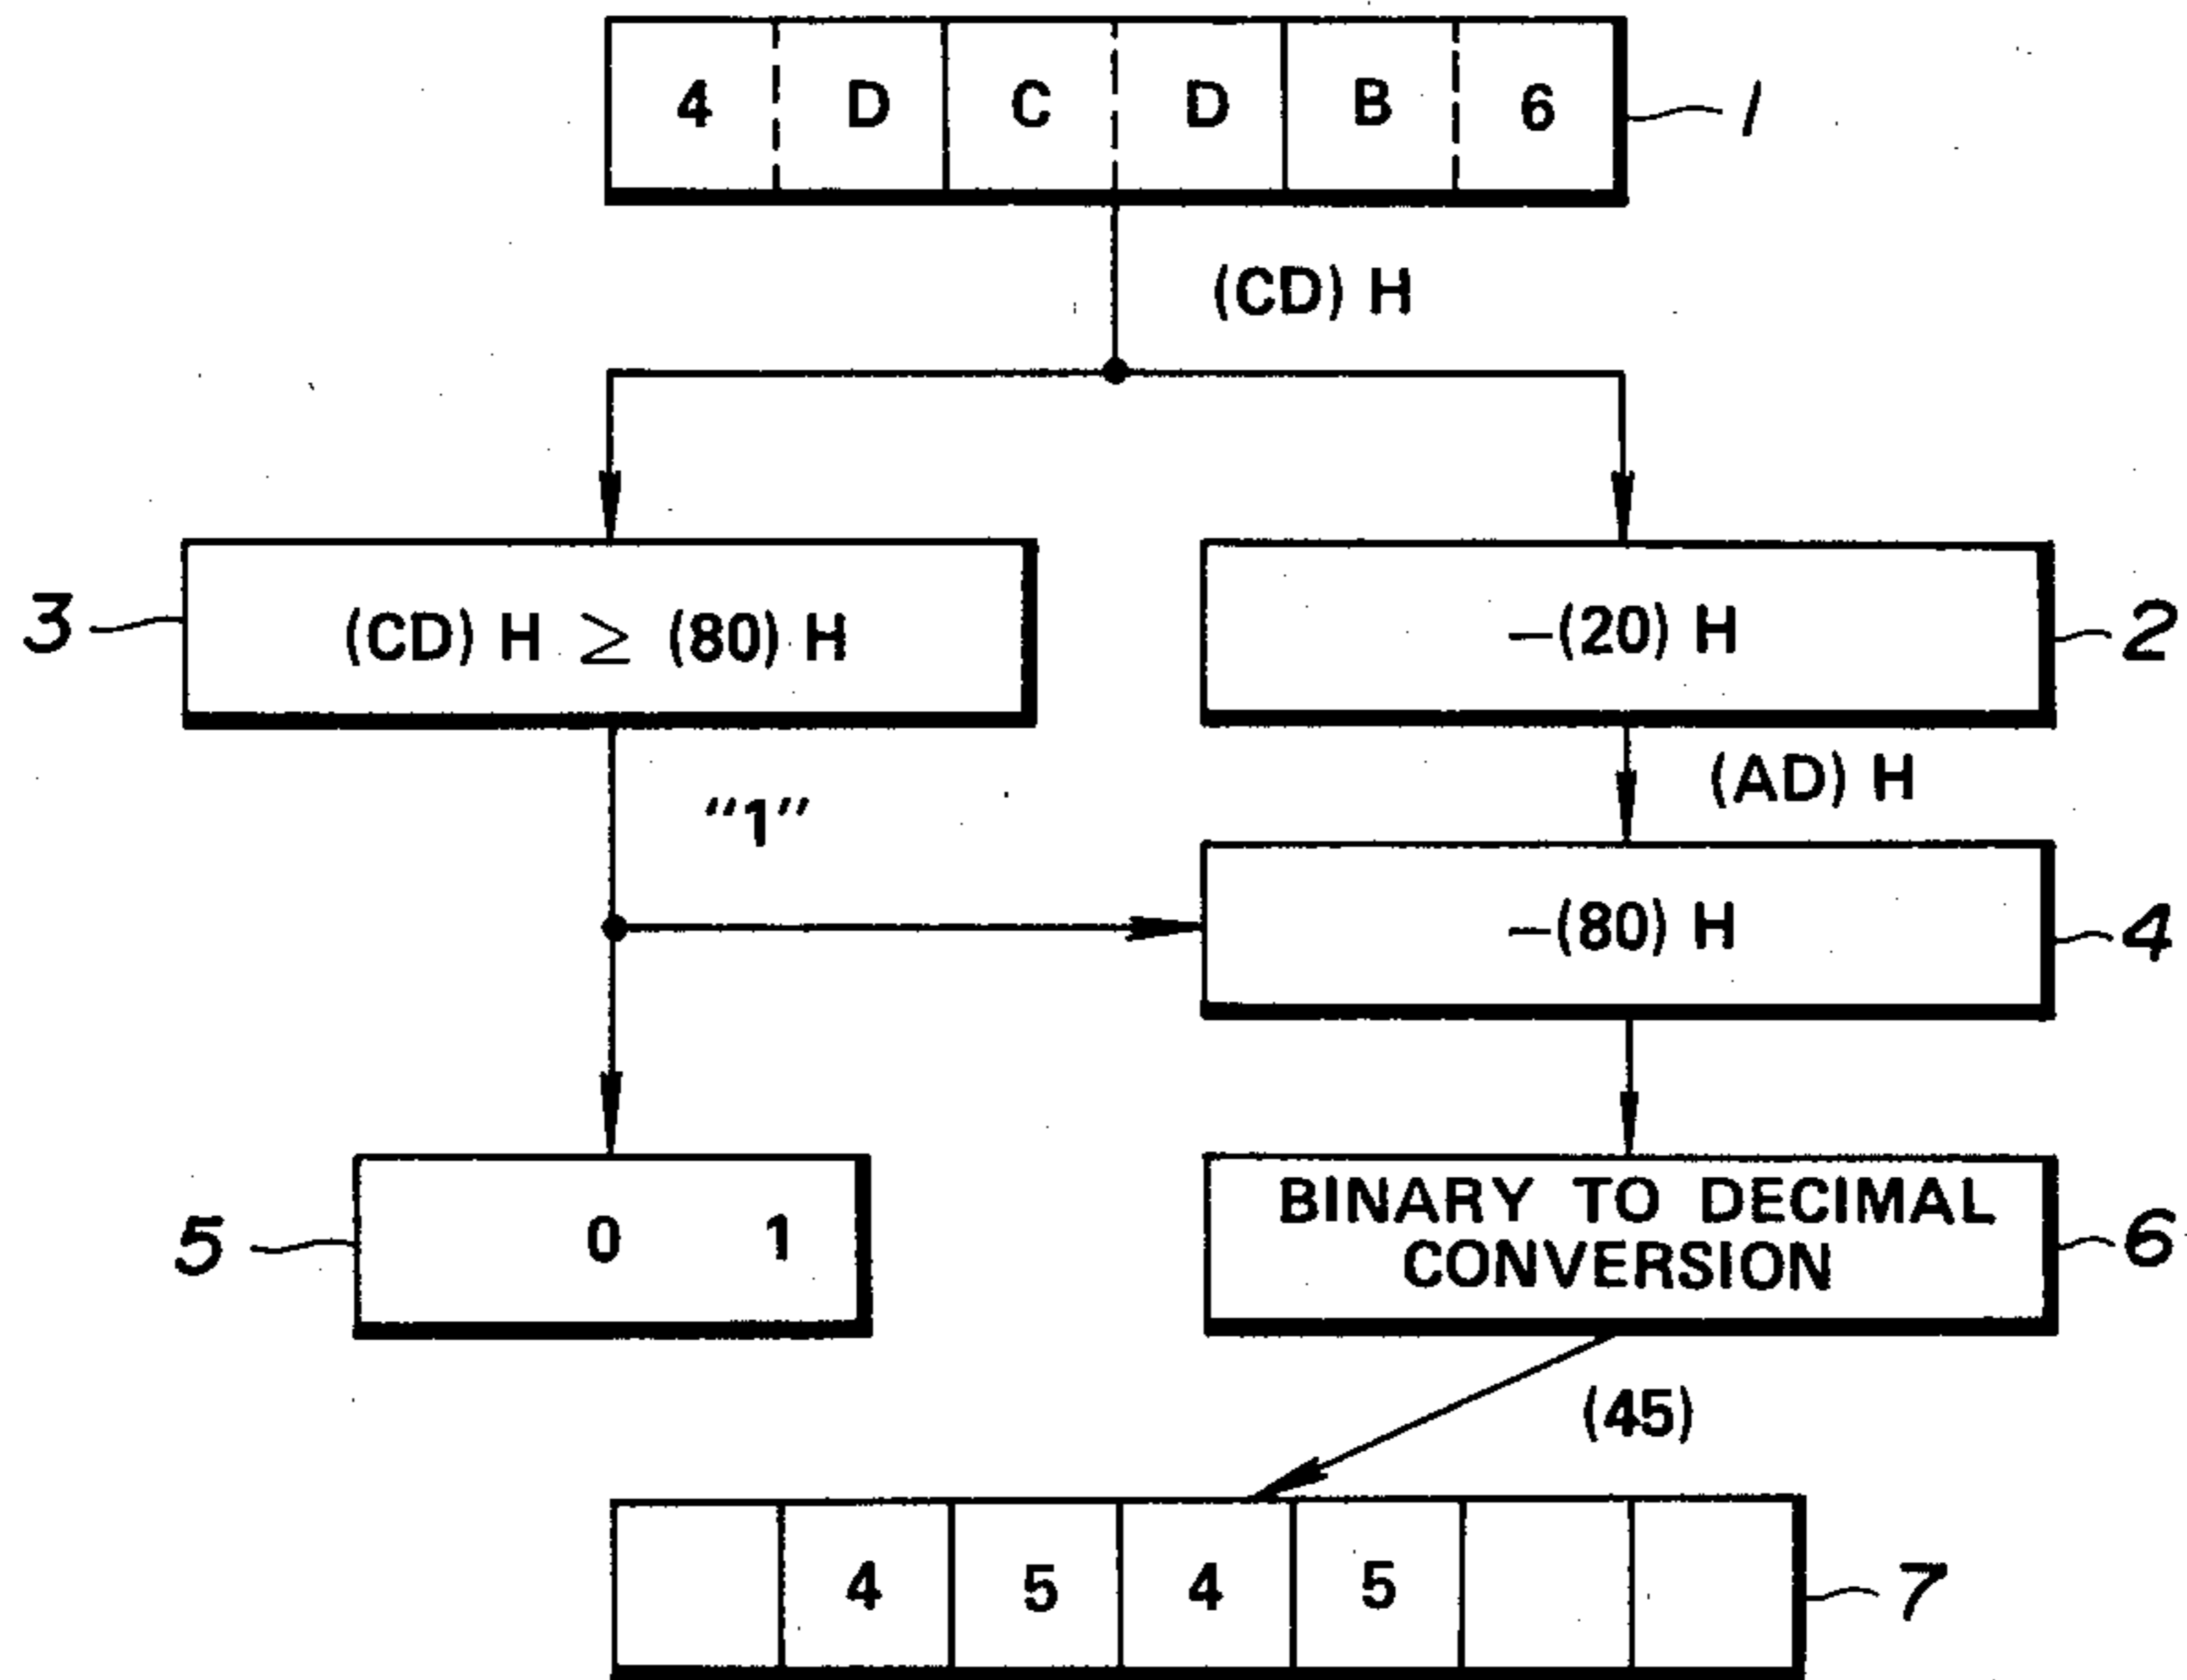 4 D C D B 6 1
(CD) H
3 (CD) H ≥ (80) H
−(20) H 2
(AD) H
“1”
−(80) H 4
5 0 1
BINARY TO DECIMAL
CONVERSION 6
(45)
4 5 4 5 7